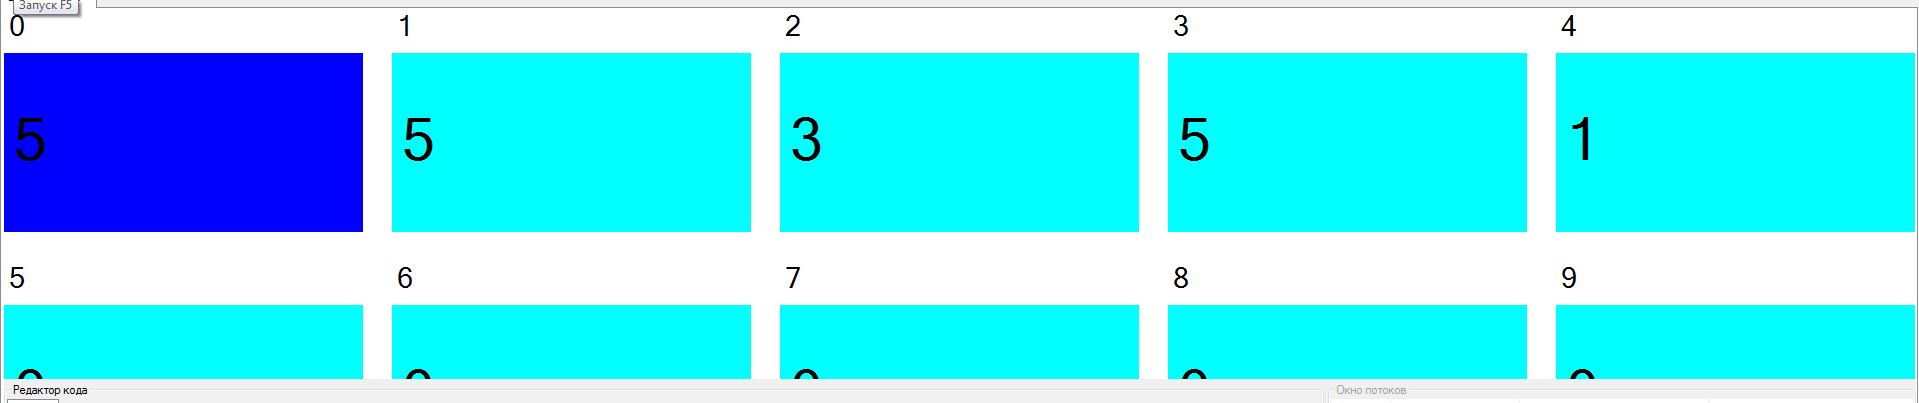 Запуск F5
0 1 2 3 4
5 5 3 5 1
5 6 7 8 9
Редактор кода Окно потоков